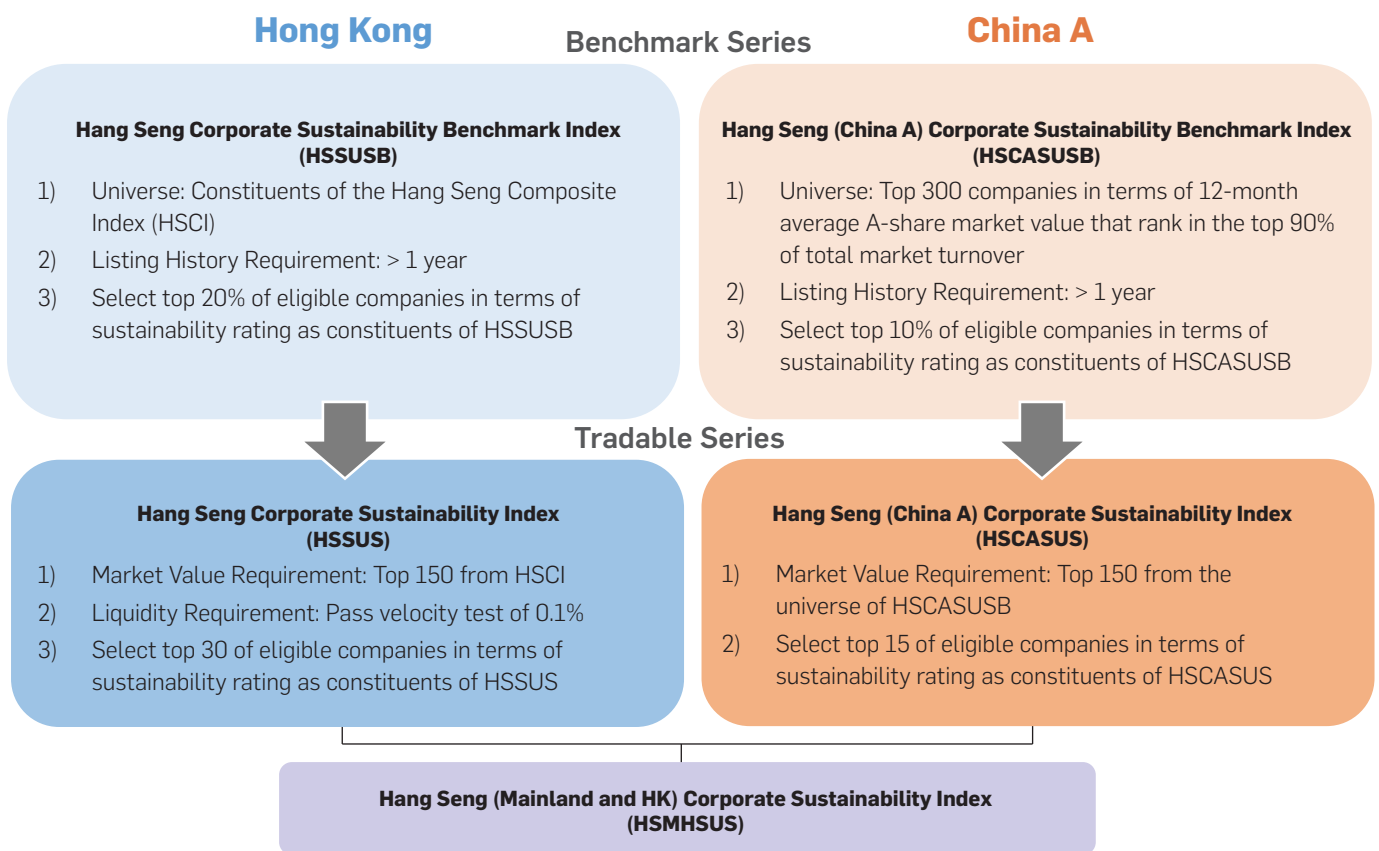 Hong Kong
Benchmark Series
China A
Hang Seng Corporate Sustainability Benchmark Index
(HSSUSB)
1) Universe: Constituents of the Hang Seng Composite
Index (HSCI)
2) Listing History Requirement: > 1 year
3) Select top 20% of eligible companies in terms of
sustainability rating as constituents of HSSUSB
Hang Seng (China A) Corporate Sustainability Benchmark Index
(HSCASUSB)
1) Universe: Top 300 companies in terms of 12-month
average A-share market value that rank in the top 90%
of total market turnover
2) Listing History Requirement: > 1 year
3) Select top 10% of eligible companies in terms of
sustainability rating as constituents of HSCASUSB
Tradable Series
Hang Seng Corporate Sustainability Index
(HSSUS)
1) Market Value Requirement: Top 150 from HSCI
2) Liquidity Requirement: Pass velocity test of 0.1%
3) Select top 30 of eligible companies in terms of
sustainability rating as constituents of HSSUS
Hang Seng (China A) Corporate Sustainability Index
(HSCASUS)
1) Market Value Requirement: Top 150 from the
universe of HSCASUSB
2) Select top 15 of eligible companies in terms of
sustainability rating as constituents of HSCASUS
Hang Seng (Mainland and HK) Corporate Sustainability Index
(HSMHSUS)